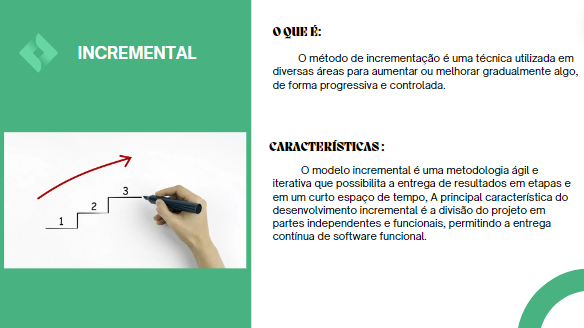 INCREMENTAL
1
2
3
O QUE É:
O método de incrementação é uma técnica utilizada em
diversas áreas para aumentar ou melhorar gradualmente algo,
de forma progressiva e controlada.
CARACTERÍSTICAS:
O modelo incremental é uma metodologia ágil e
iterativa que possibilita a entrega de resultados em etapas e
em um curto espaço de tempo, A principal característica do
desenvolvimento incremental é a divisão do projeto em
partes independentes e funcionais, permitindo a entrega
contínua de software funcional.